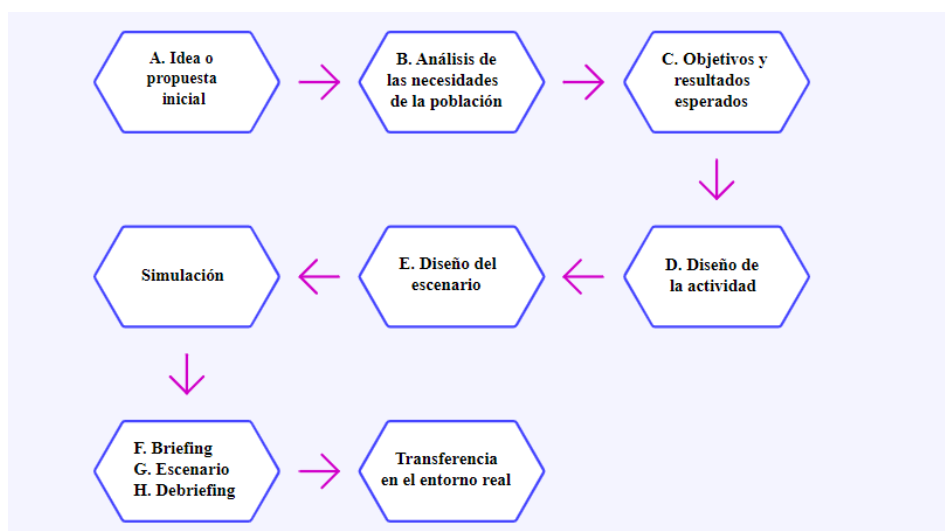 A. Idea o
propuesta
inicial
B. Análisis de
las necesidades
de la población
C. Objetivos y
resultados
esperados
D. Diseño de
la actividad
E. Diseño del
escenario
Simulación
F. Briefing
G. Escenario
H. Debriefing
Transferencia
en el entorno real